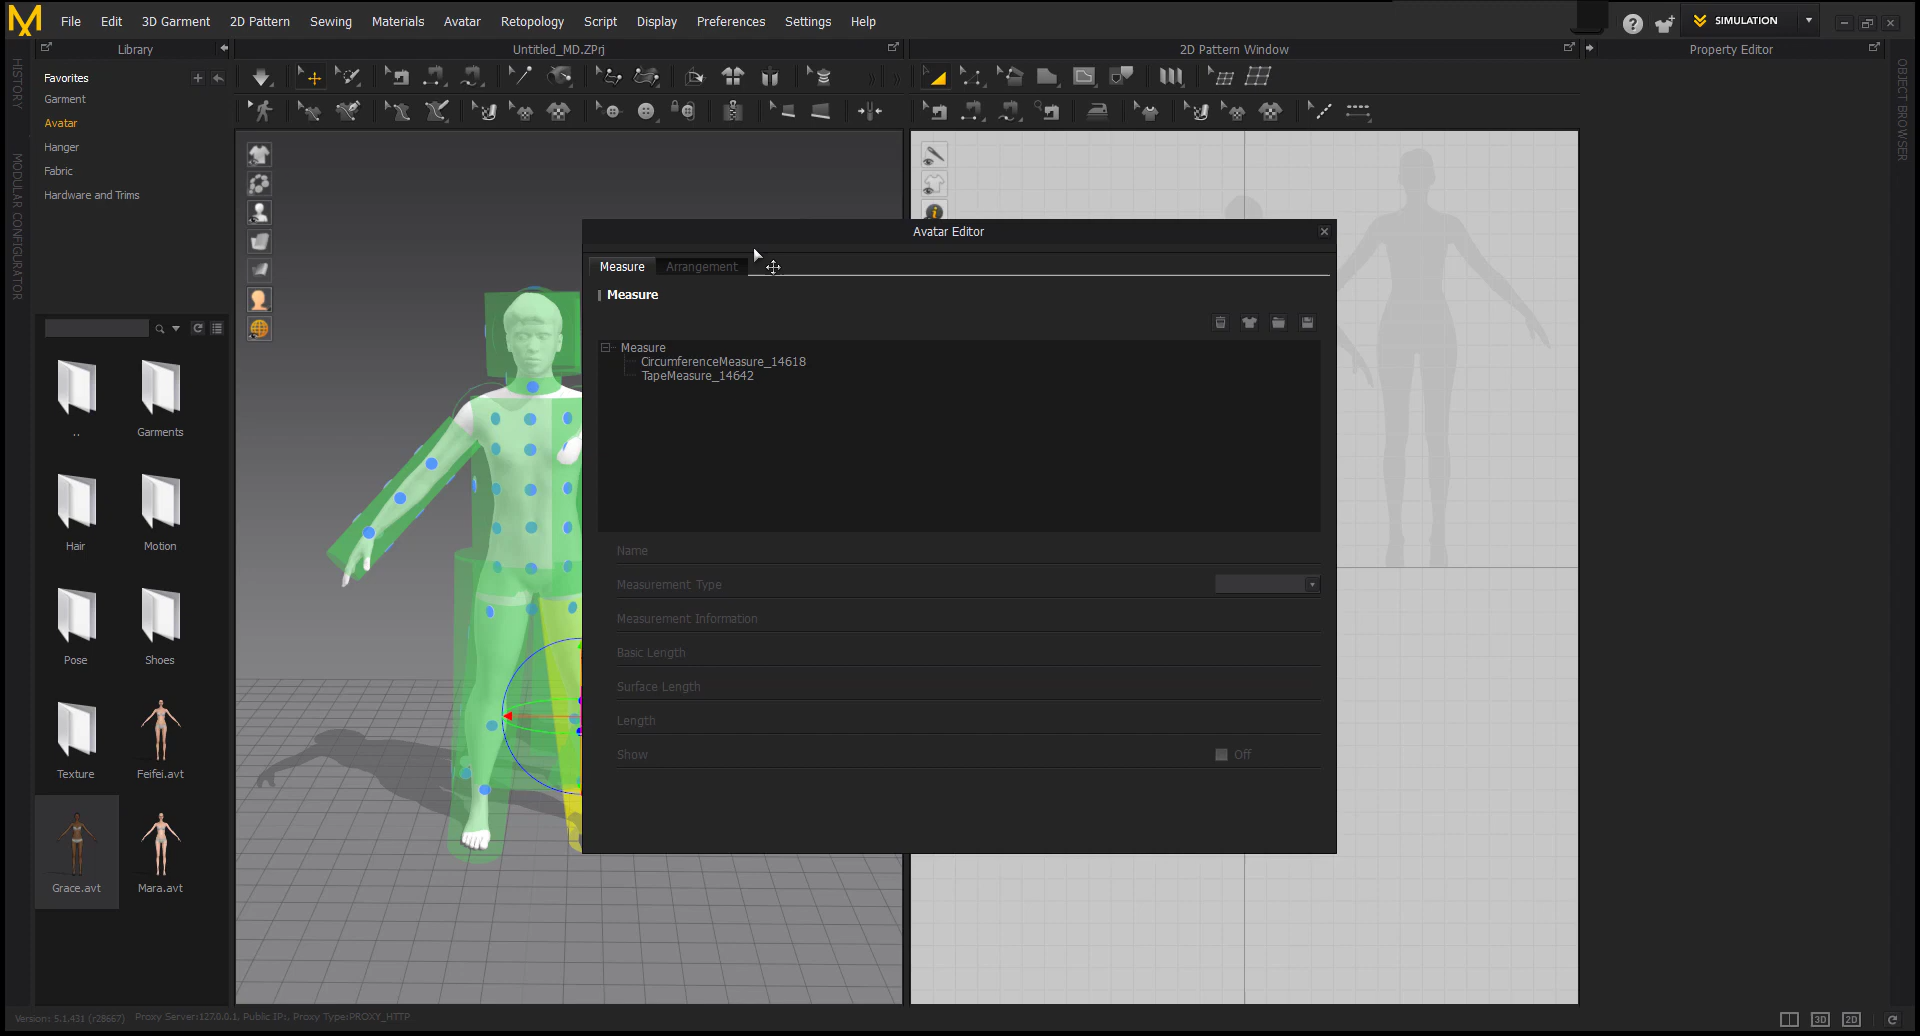 File Edit 3D Garment 2D Pattern Sewing Materials Avatar Retopology Script Display Preferences Settings Help
SIMULATION
Library
Untitled_MD.ZPrj
2D Pattern Window
Property Editor
HISTORY
MODULAR CONFIGURATOR
OBJECT BROWSER
Favorites
Garment
Avatar
Hanger
Fabric
Hardware and Trims
..
Garments
Hair
Motion
Pose
Shoes
Texture
Feifei.avt
Grace.avt
Mara.avt
Avatar Editor
Measure
Arrangement
Measure
Measure
CircumferenceMeasure_14618
TapeMeasure_14642
Name
Measurement Type
Measurement Information
Basic Length
Surface Length
Length
Show
Off
Version: 5.1.431 (r28667) Proxy Server:127.0.0.1, Public IP:, Proxy Type:PROXY_HTTP
3D
2D